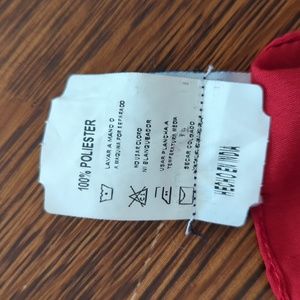 100% POLIESTER
LAVAR A MANO O
A MAQUINA POR SEPARADO
NO USAR CLORO
NI BLANQUEADOR
USAR PLANCHA A
TEMPERATURA MEDIA
SECAR COLGADO
HECHO EN